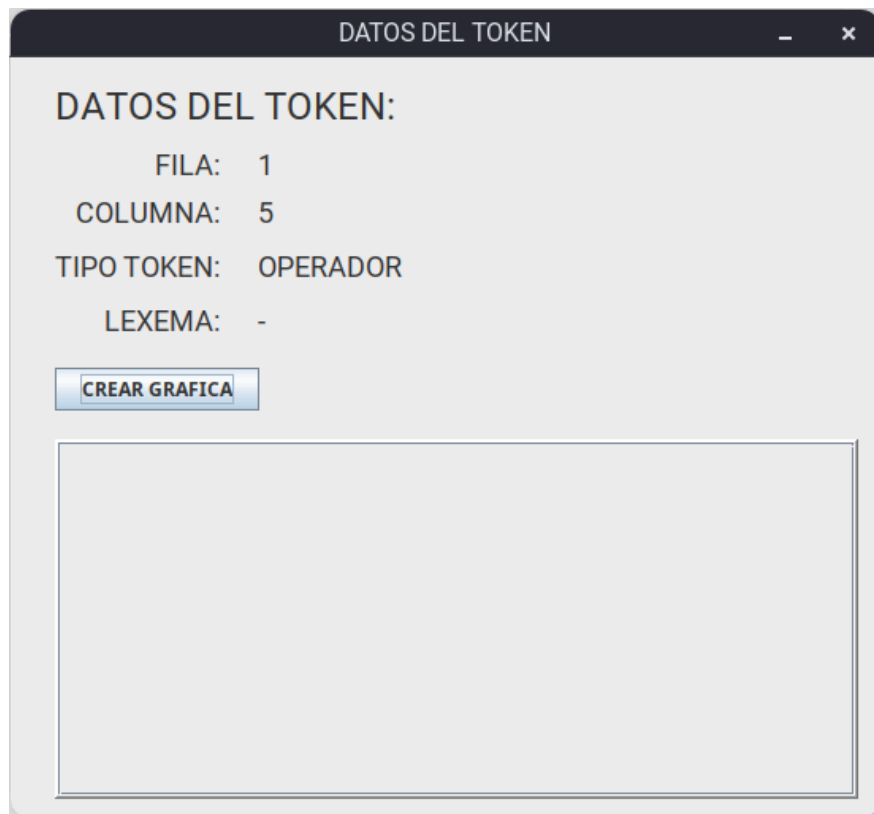 DATOS DEL TOKEN
DATOS DEL TOKEN:
FILA: 1
COLUMNA: 5
TIPO TOKEN: OPERADOR
LEXEMA: -
CREAR GRAFICA